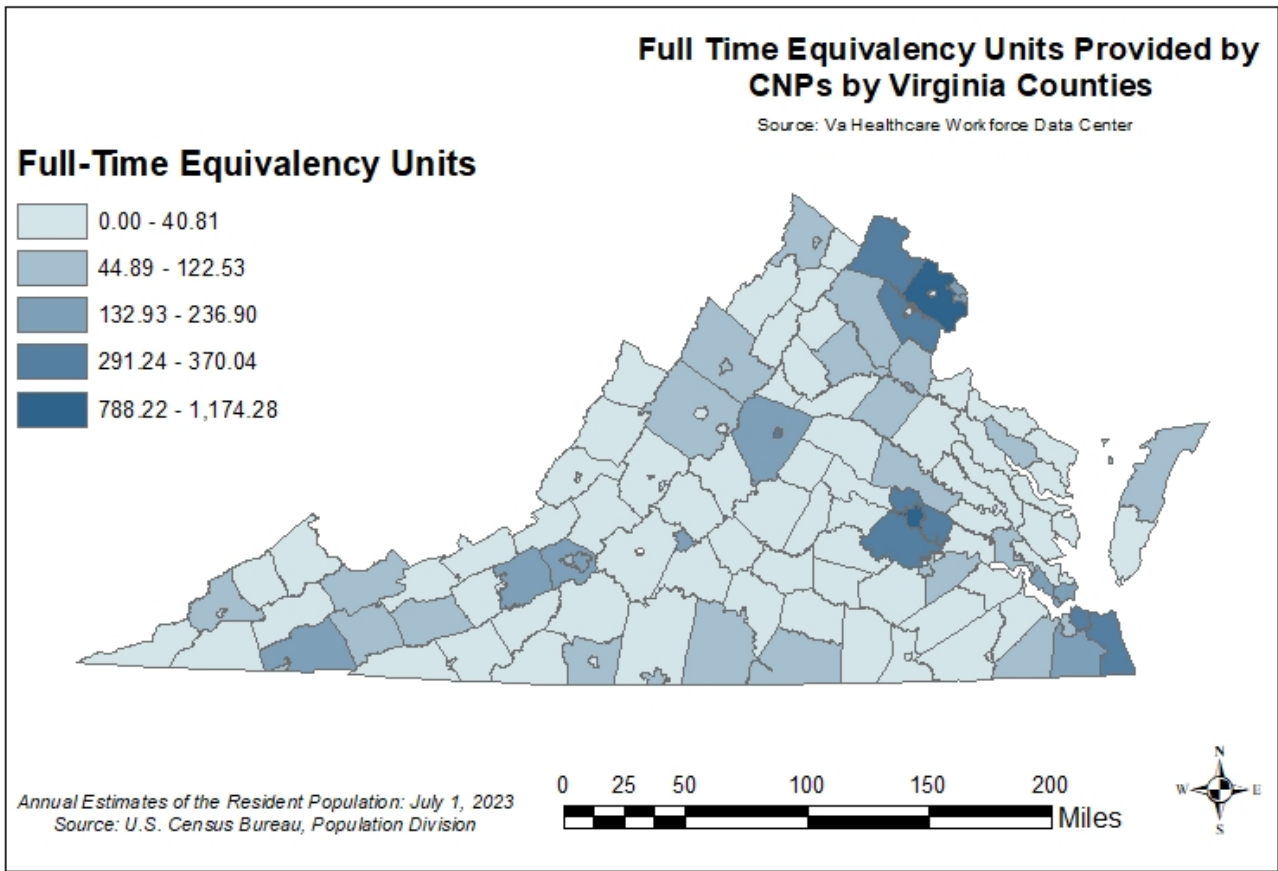 Full Time Equivalency Units Provided by
CNPs by Virginia Counties
Source: Va Healthcare Workforce Data Center
Full-Time Equivalency Units
0.00 - 40.81
44.89 - 122.53
132.93 - 236.90
291.24 - 370.04
788.22 - 1,174.28
Annual Estimates of the Resident Population: July 1, 2023
Source: U.S. Census Bureau, Population Division
0 25 50 100 150 200
Miles
N
W E
S